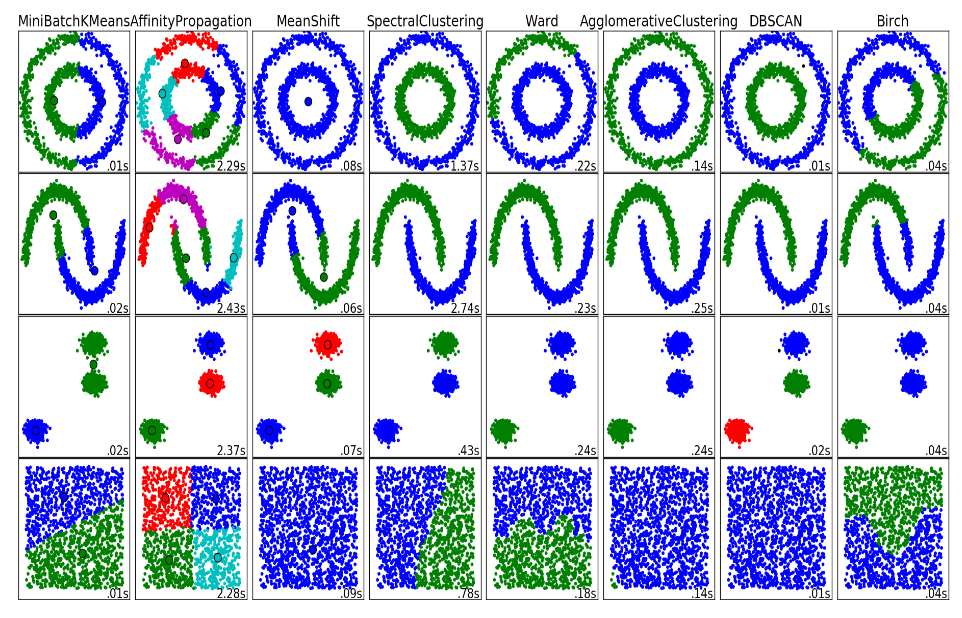 MiniBatchKMeans AffinityPropagation MeanShift SpectralClustering Ward AgglomerativeClustering DBSCAN Birch
.01s 2.29s .08s 1.37s .22s .14s .01s .04s
.02s 2.43s .06s 2.74s .23s .25s .01s .04s
.02s 2.37s .07s .43s .24s .24s .02s .04s
.01s 2.28s .09s .78s .18s .14s .01s .04s